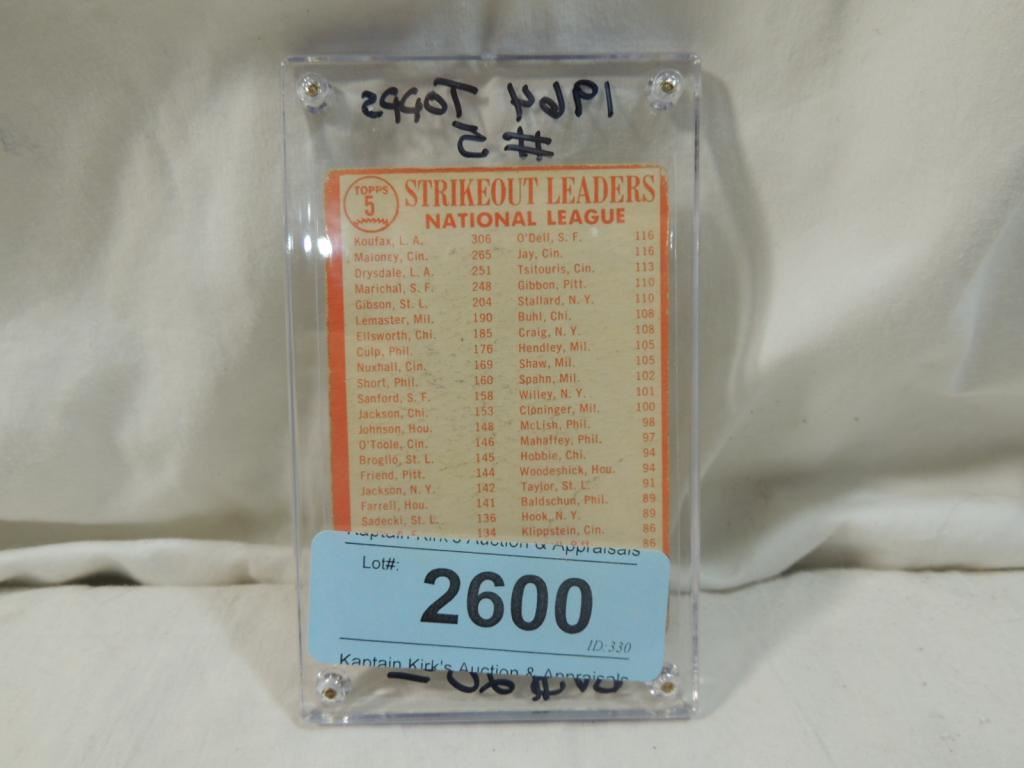 1964 Topps
#5
TOPPS
5
STRIKEOUT LEADERS
NATIONAL LEAGUE
Koufax, L. A. 306 O'Dell, S. F. 116
Maloney, Cin. 265 Jay, Cin. 116
Drysdale, L. A. 251 Tsitouris, Cin. 113
Marichal, S. F. 248 Gibbon, Pitt. 110
Gibson, St. L. 204 Stallard, N. Y. 110
Lemaster, Mil. 190 Buhl, Chi. 108
Ellsworth, Chi. 185 Craig, N. Y. 108
Culp, Phil. 176 Hendley, Mil. 105
Nuxhall, Cin. 169 Shaw, Mil. 105
Short, Phil. 160 Spahn, Mil. 102
Sanford, S. F. 158 Willey, N. Y. 101
Jackson, Chi. 153 Cloninger, Mil. 100
Johnson, Hou. 148 McLish, Phil. 98
O'Toole, Cin. 146 Mahaffey, Phil. 97
Broglio, St. L. 145 Hobbie, Chi. 94
Friend, Pitt. 144 Woodeshick, Hou. 94
Jackson, N. Y. 142 Taylor, St. L. 91
Farrell, Hou. 141 Baldschun, Phil. 89
Sadecki, St. L. 136 Hook, N. Y. 89
134 Klippstein, Cin. 86
86
Kaptain Kirk's Auction & Appraisals
Lot#:
2600
ID:330
Kaptain Kirk's Auction & Appraisals